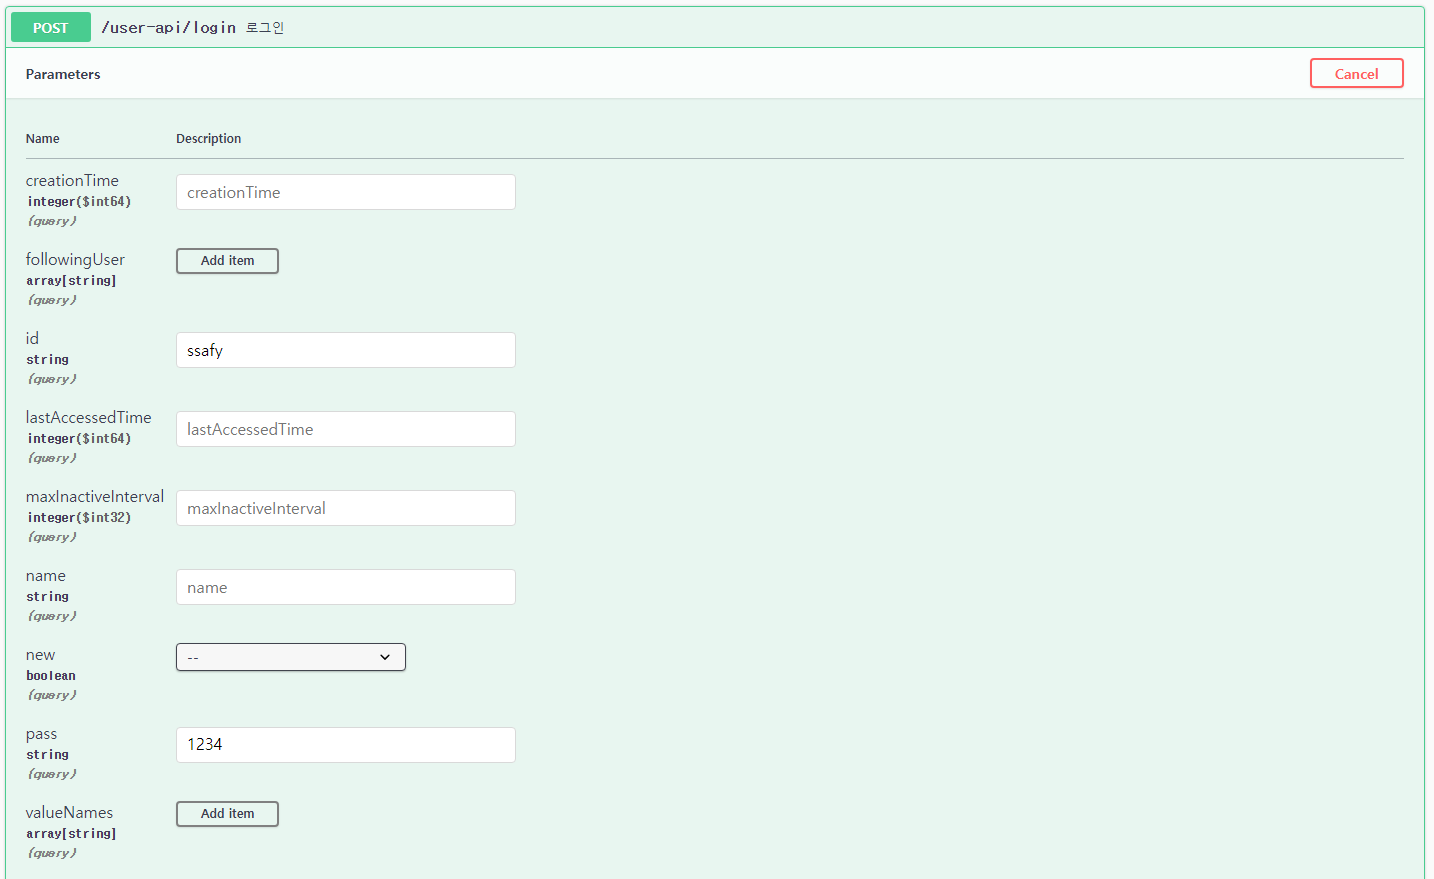 POST /user-api/login 로그인
Parameters
Cancel
Name Description
creationTime
integer($int64)
(query)
creationTime
followingUser
array[string]
(query)
Add item
id
string
(query)
ssafy
lastAccessedTime
integer($int64)
(query)
lastAccessedTime
maxInactiveInterval
integer($int32)
(query)
maxInactiveInterval
name
string
(query)
name
new
boolean
(query)
--
pass
string
(query)
1234
valueNames
array[string]
(query)
Add item